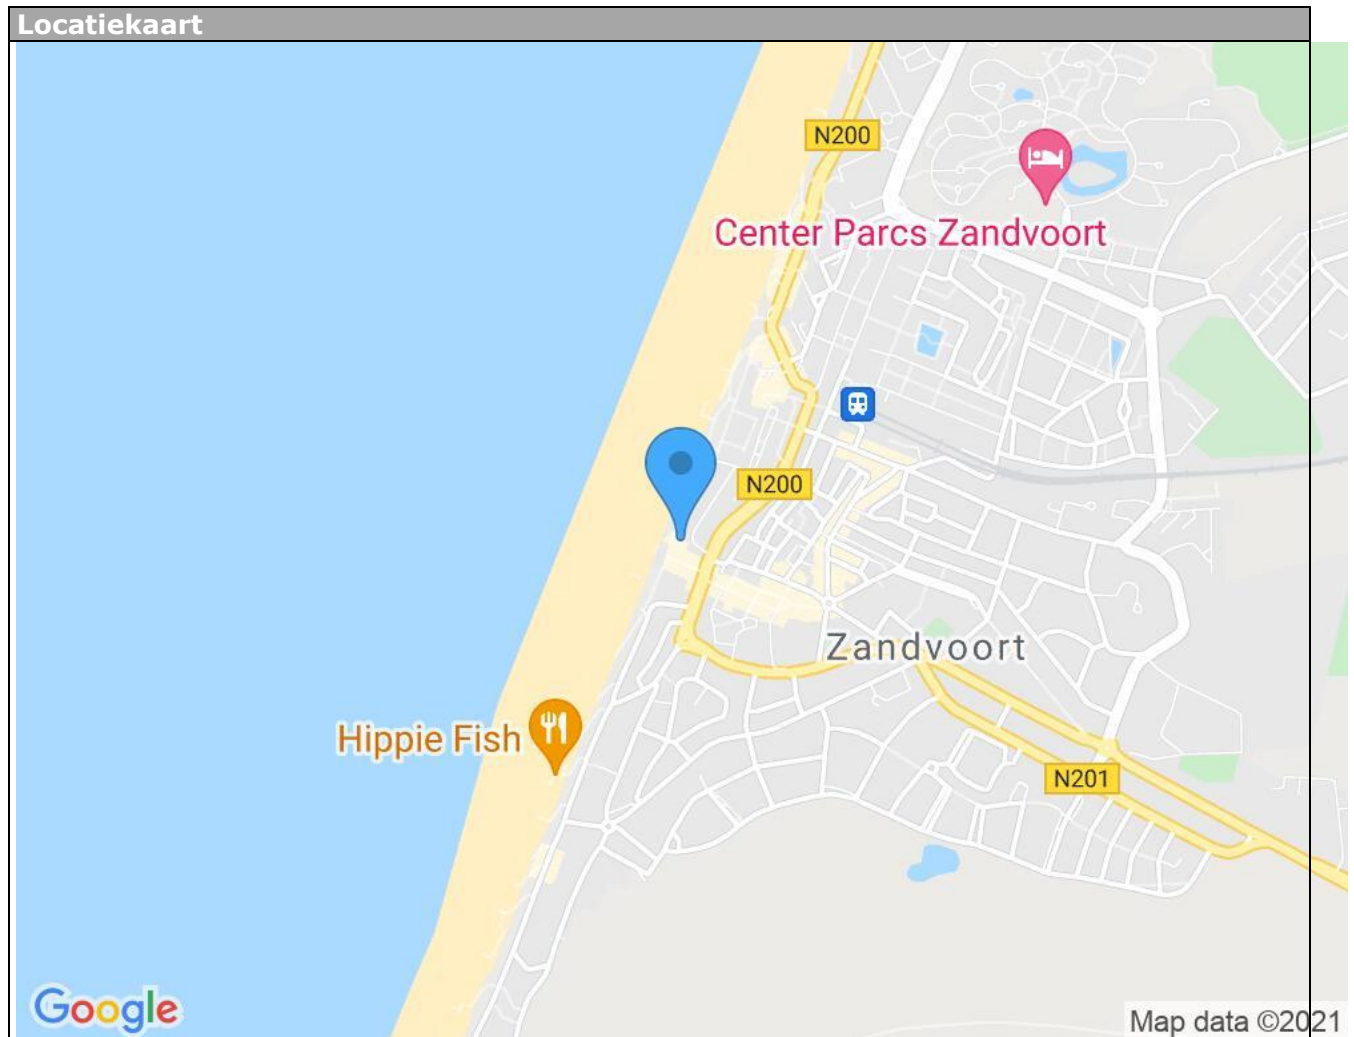 Locatiekaart
N200
Center Parcs Zandvoort
N200
Zandvoort
Hippie Fish
N201
Google
Map data ©2021